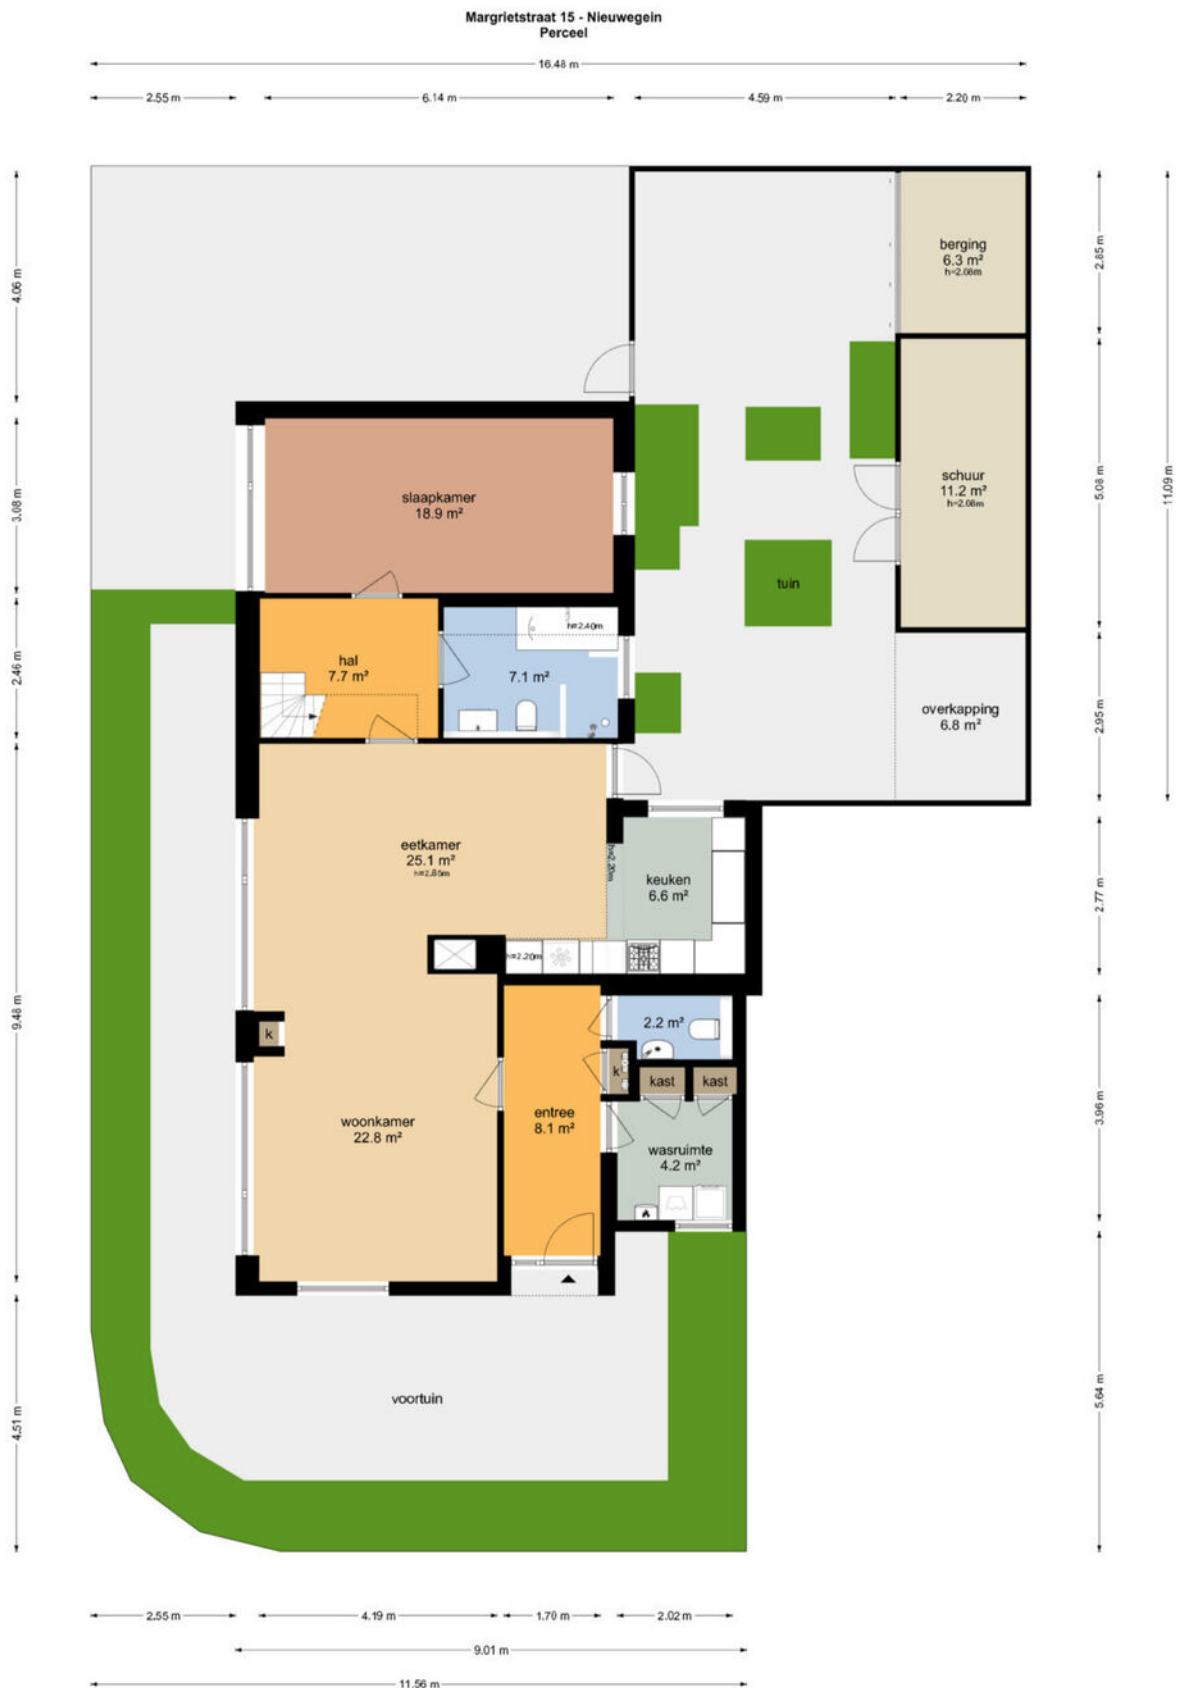 Margrietstraat 15 - Nieuwegein
Perceel
16.48 m
2.55 m
6.14 m
4.59 m
2.20 m
4.06 m
3.08 m
2.46 m
9.48 m
4.51 m
2.85 m
5.08 m
2.95 m
11.09 m
2.77 m
3.96 m
5.64 m
berging
6.3 m²
h=2.08m
schuur
11.2 m²
h=2.08m
slaapkamer
18.9 m²
tuin
h=2.40m
hal
7.7 m²
7.1 m²
overkapping
6.8 m²
eetkamer
25.1 m²
h=2.86m
h=2.20m
keuken
6.6 m²
h=2.20m
k
2.2 m²
k
kast
kast
woonkamer
22.8 m²
entree
8.1 m²
wasruimte
4.2 m²
voortuin
2.55 m
4.19 m
1.70 m
2.02 m
9.01 m
11.56 m